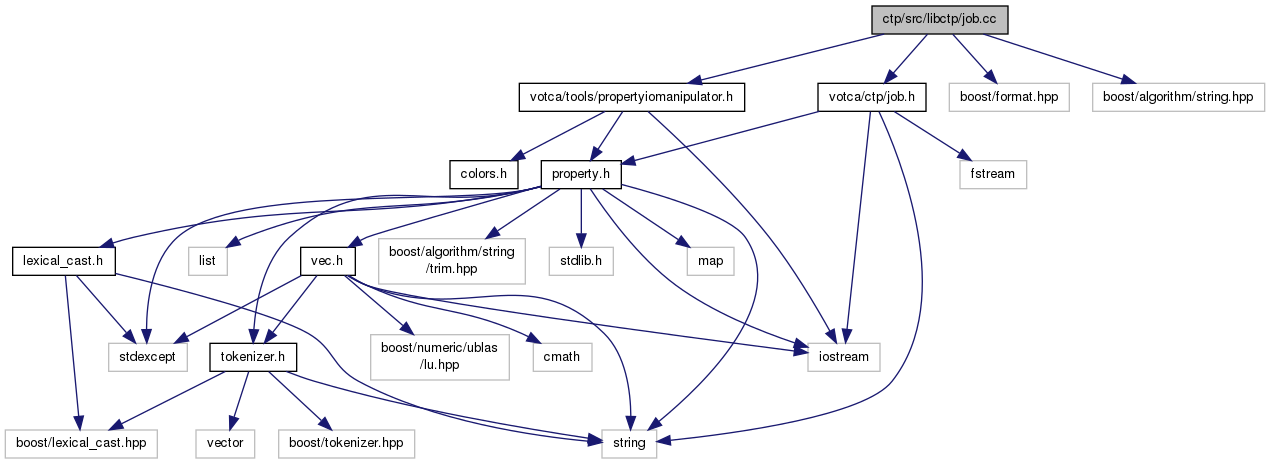 ctp/src/libctp/job.cc
votca/tools/propertyiomanipulator.h
votca/ctp/job.h
boost/format.hpp
boost/algorithm/string.hpp
colors.h
property.h
fstream
lexical_cast.h
list
vec.h
boost/algorithm/string
/trim.hpp
stdlib.h
map
stdexcept
tokenizer.h
boost/numeric/ublas
/lu.hpp
cmath
iostream
boost/lexical_cast.hpp
vector
boost/tokenizer.hpp
string